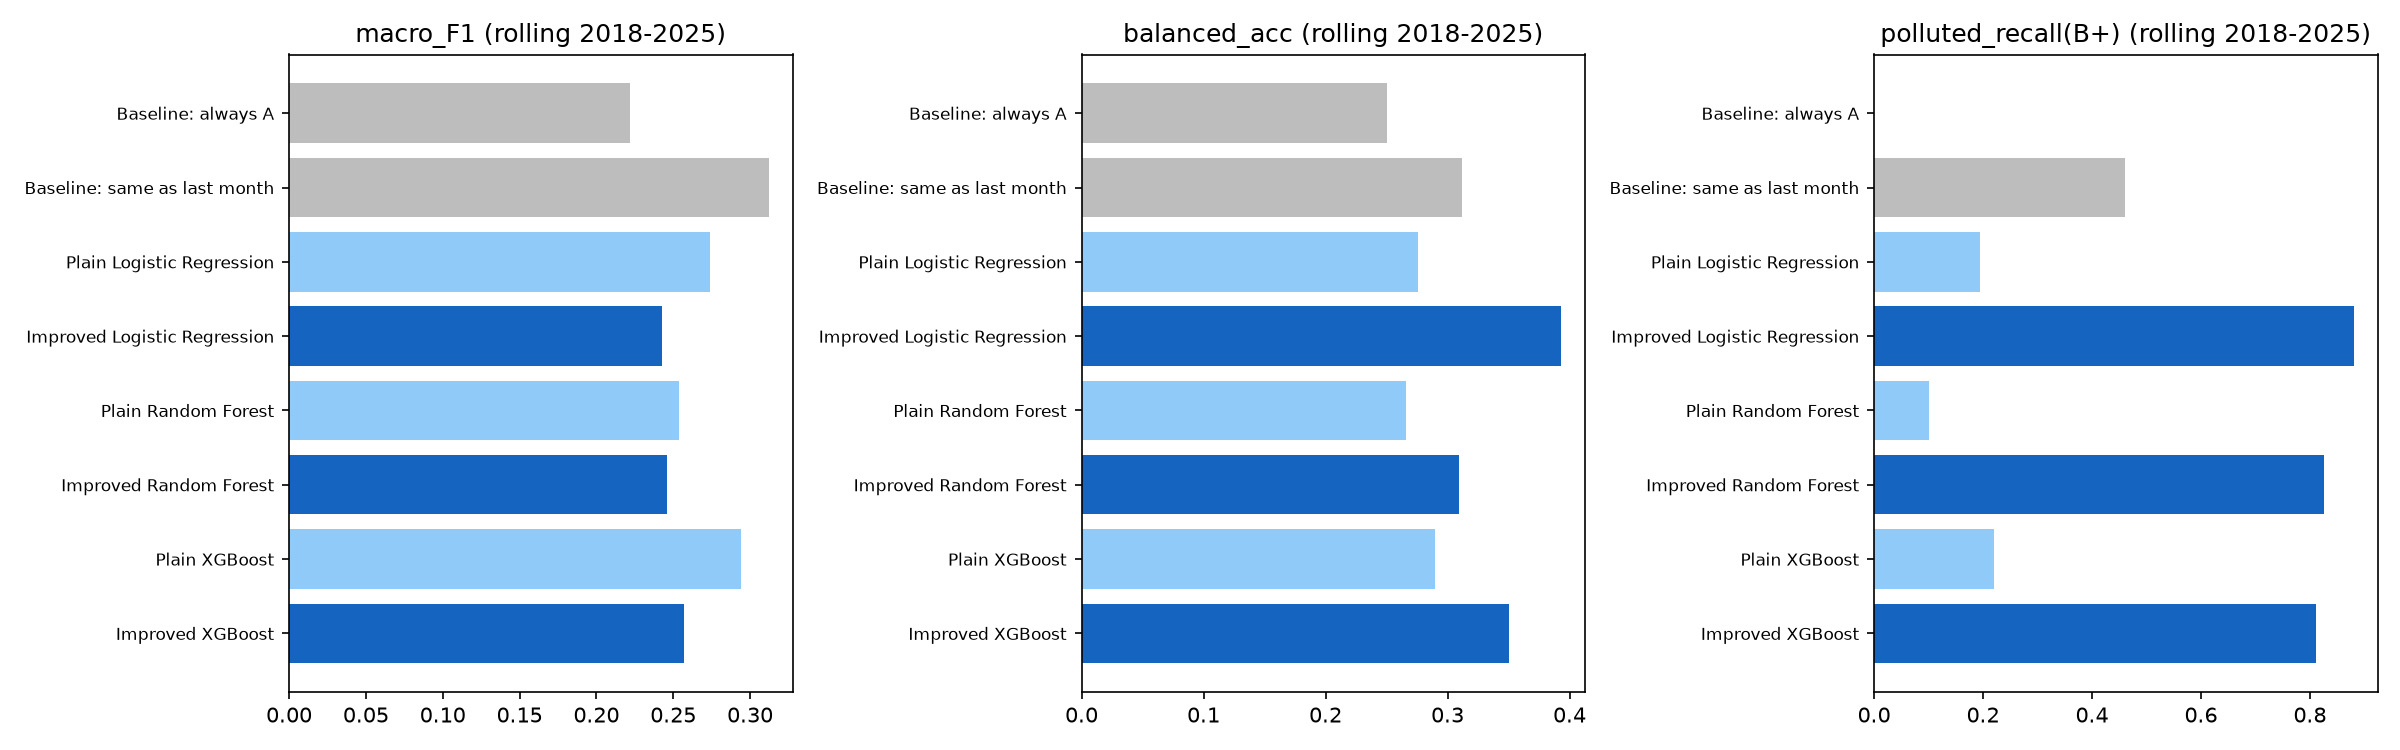 macro_F1 (rolling 2018-2025)
Baseline: always A
Baseline: same as last month
Plain Logistic Regression
Improved Logistic Regression
Plain Random Forest
Improved Random Forest
Plain XGBoost
Improved XGBoost
0.00 0.05 0.10 0.15 0.20 0.25 0.30
balanced_acc (rolling 2018-2025)
Baseline: always A
Baseline: same as last month
Plain Logistic Regression
Improved Logistic Regression
Plain Random Forest
Improved Random Forest
Plain XGBoost
Improved XGBoost
0.0 0.1 0.2 0.3 0.4
polluted_recall(B+) (rolling 2018-2025)
Baseline: always A
Baseline: same as last month
Plain Logistic Regression
Improved Logistic Regression
Plain Random Forest
Improved Random Forest
Plain XGBoost
Improved XGBoost
0.0 0.2 0.4 0.6 0.8